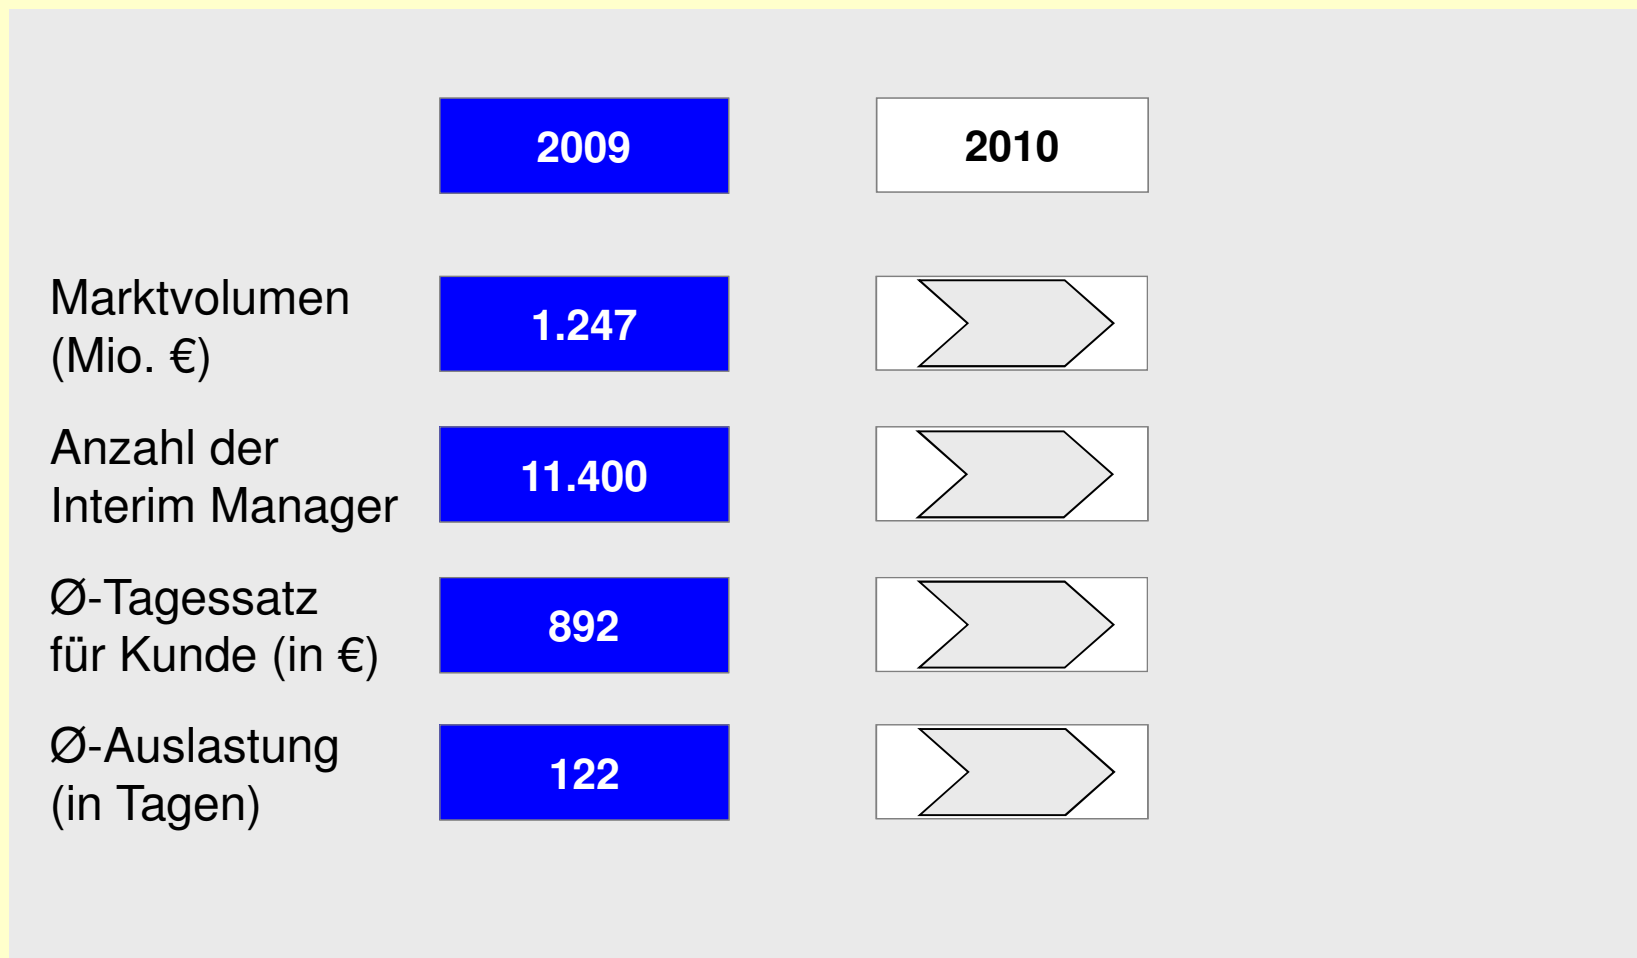 2009
2010
Marktvolumen
(Mio. €)
1.247
Anzahl der
Interim Manager
11.400
Ø-Tagessatz
für Kunde (in €)
892
Ø-Auslastung
(in Tagen)
122